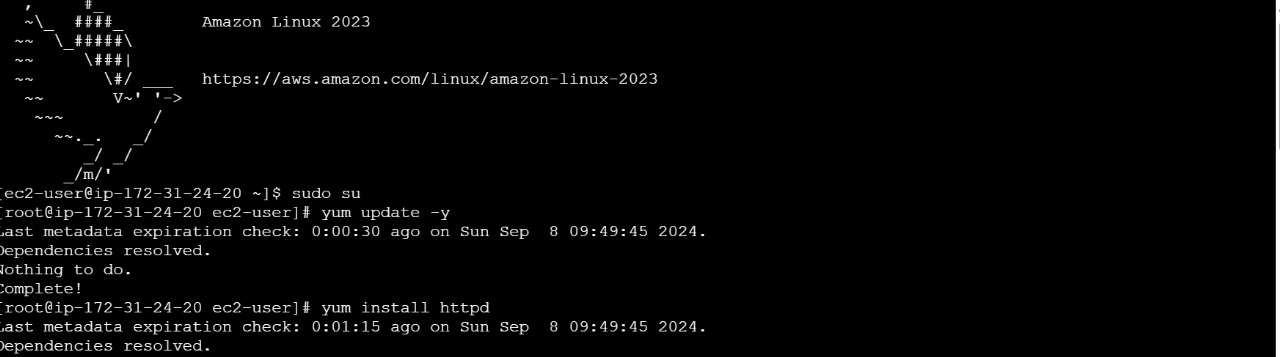 ,     #_
   ~\_  ####_        Amazon Linux 2023
  ~~  \_#####\
  ~~     \###|
  ~~       \#/ ___   https://aws.amazon.com/linux/amazon-linux-2023
   ~~       V~' '->
    ~~~         /
      ~~._.   _/
         _/ _/
       _/m/'
[ec2-user@ip-172-31-24-20 ~]$ sudo su
[root@ip-172-31-24-20 ec2-user]# yum update -y
Last metadata expiration check: 0:00:30 ago on Sun Sep  8 09:49:45 2024.
Dependencies resolved.
Nothing to do.
Complete!
[root@ip-172-31-24-20 ec2-user]# yum install httpd
Last metadata expiration check: 0:01:15 ago on Sun Sep  8 09:49:45 2024.
Dependencies resolved.